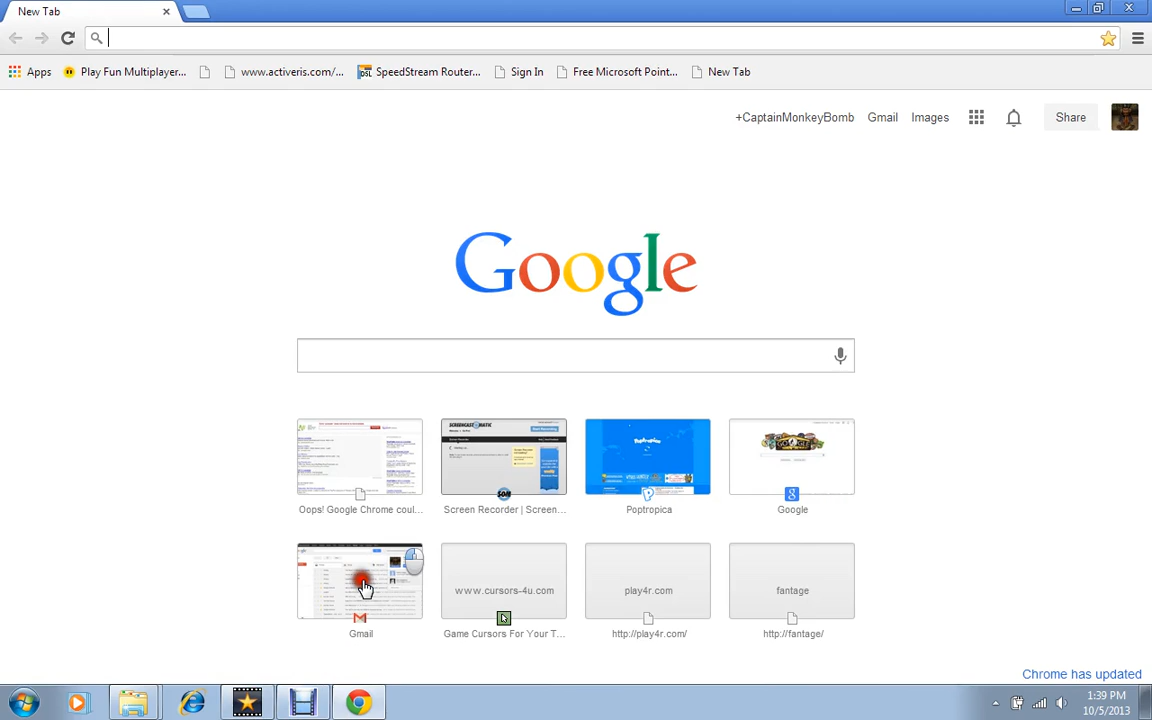 New Tab
Apps Play Fun Multiplayer... www.activeris.com/... SpeedStream Router... Sign In Free Microsoft Point... New Tab
+CaptainMonkeyBomb Gmail Images Share
Google
SCREENCAST MATIC
Poptropica
Oops! Google Chrome coul... Screen Recorder | Screen... Poptropica Google
www.cursors-4u.com play4r.com fantage
Gmail Game Cursors For Your T... http://play4r.com/ http://fantage/
Chrome has updated
1:39 PM
10/5/2013